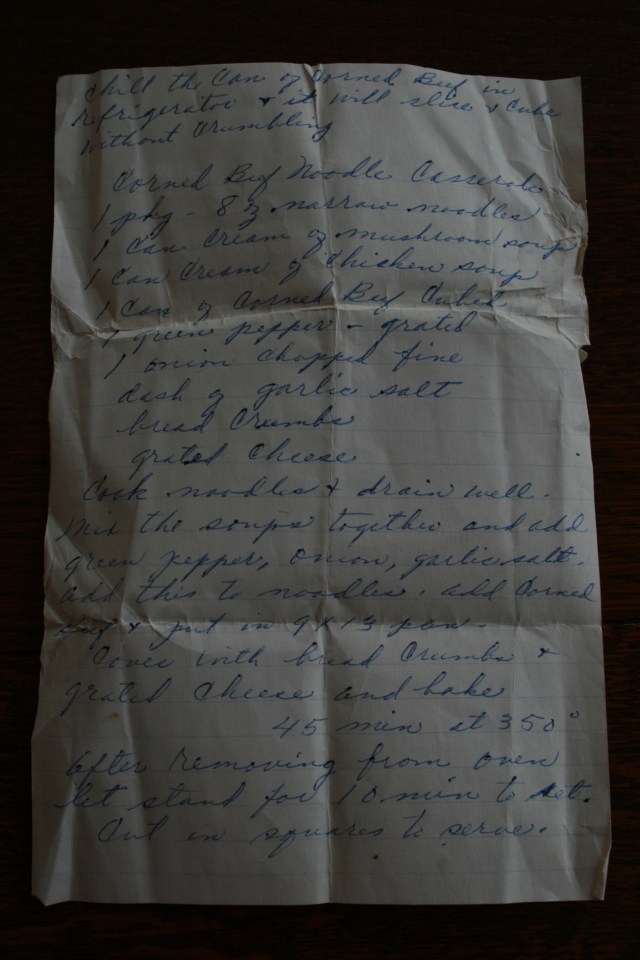 Chill the Can of Corned Beef in
refrigerator & it will slice & Cube
without Crumbling
Corned Beef Noodle Casserole
1 pkg - 8 oz narrow noodles
1 Can Cream of mushroom soup
1 Can Cream of Chicken soup
1 Can of Corned Beef Cubed
1 green pepper - grated
1 onion chopped fine
dash of garlic salt
bread Crumbs
grated Cheese
Cook noodles & drain well.
Mix the soups together and add
green pepper, onion, garlic salt.
add this to noodles. add Corned
Beef & put in 9 x 13 pan -
Cover with bread Crumbs &
grated Cheese and bake
45 min at 350°
After removing from oven
let stand for 10 min to set.
Cut in squares to serve.